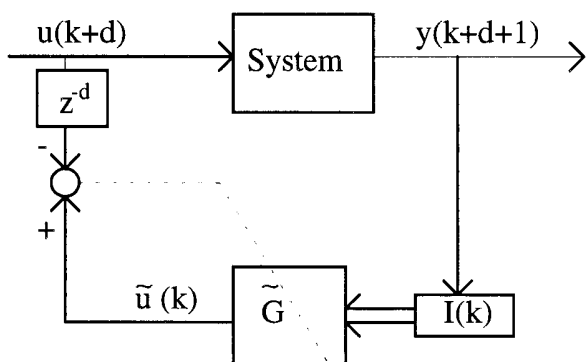 u(k+d)
y(k+d+1)
System
z⁻ᵈ
-
+
ũ (k)
G̃
I(k)